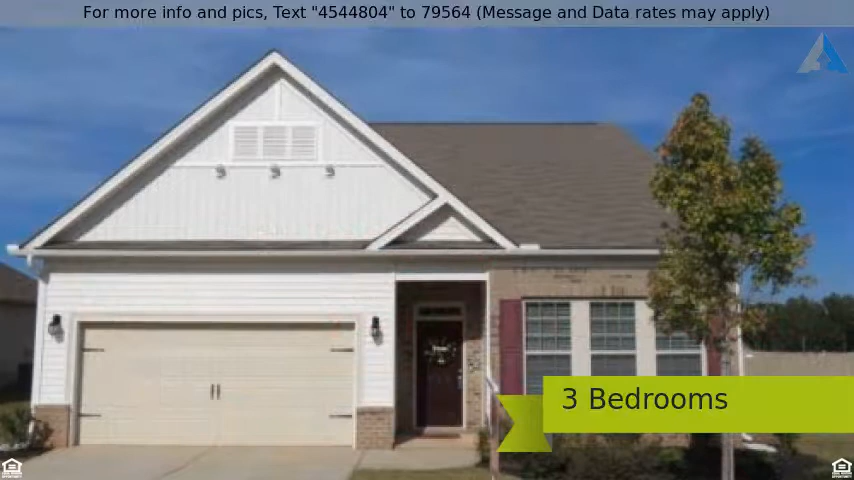 For more info and pics, Text "4544804" to 79564 (Message and Data rates may apply)
3 Bedrooms